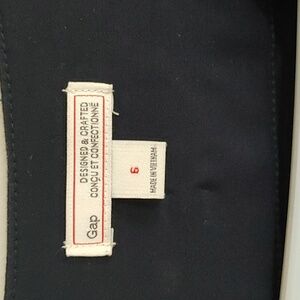 Gap
DESIGNED & CRAFTED
CONÇU ET CONFECTIONNÉ
6
MADE IN VIETNAM